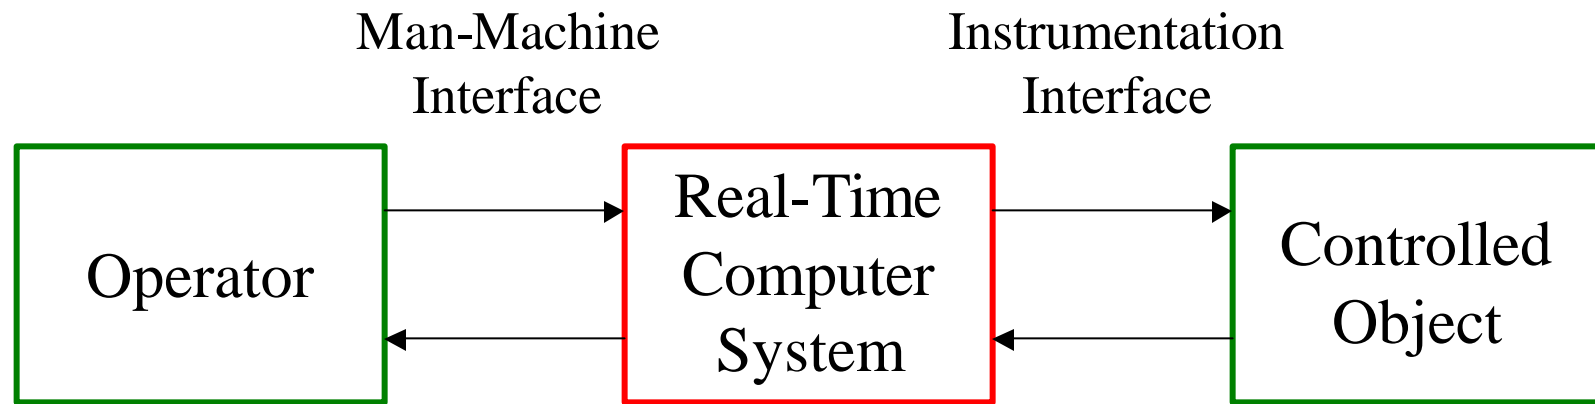 Man-Machine
Interface
Instrumentation
Interface
Operator
Real-Time
Computer
System
Controlled
Object